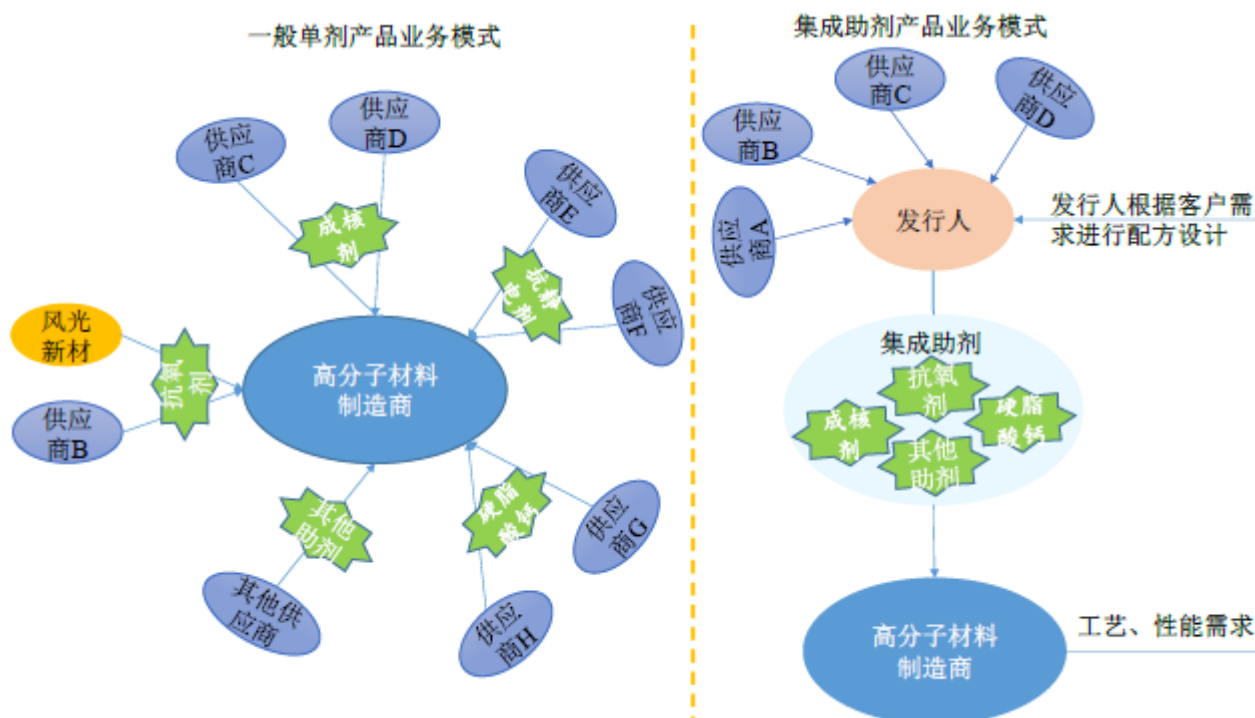 一般单剂产品业务模式
供应
商C
供应
商D
供应
商E
供应
商F
成核
剂
抗静
电剂
风光
新材
抗氧
剂
供应
商B
高分子材料
制造商
其他
助剂
硬脂
酸钙
供应
商G
其他供
应商
供应
商H
集成助剂产品业务模式
供应
商C
供应
商D
供应
商B
供应
商A
发行人
发行人根据客户需
求进行配方设计
集成助剂
抗氧
剂
成核
剂
硬脂
酸钙
其他
助剂
高分子材料
制造商
工艺、性能需求